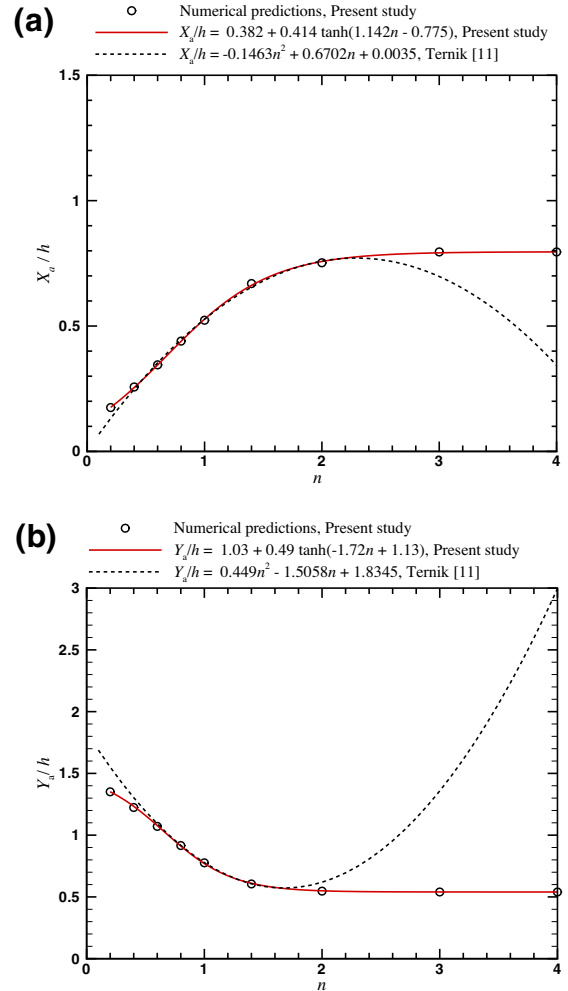 (a)
Numerical predictions, Present study
Xa/h = 0.382 + 0.414 tanh(1.142n - 0.775), Present study
Xa/h = -0.1463n² + 0.6702n + 0.0035, Ternik [11]
1.5
1
0.5
0
Xa / h
0 1 2 3 4
n
(b)
Numerical predictions, Present study
Ya/h = 1.03 + 0.49 tanh(-1.72n + 1.13), Present study
Ya/h = 0.449n² - 1.5058n + 1.8345, Ternik [11]
3
2.5
2
1.5
1
0.5
0
Ya / h
0 1 2 3 4
n